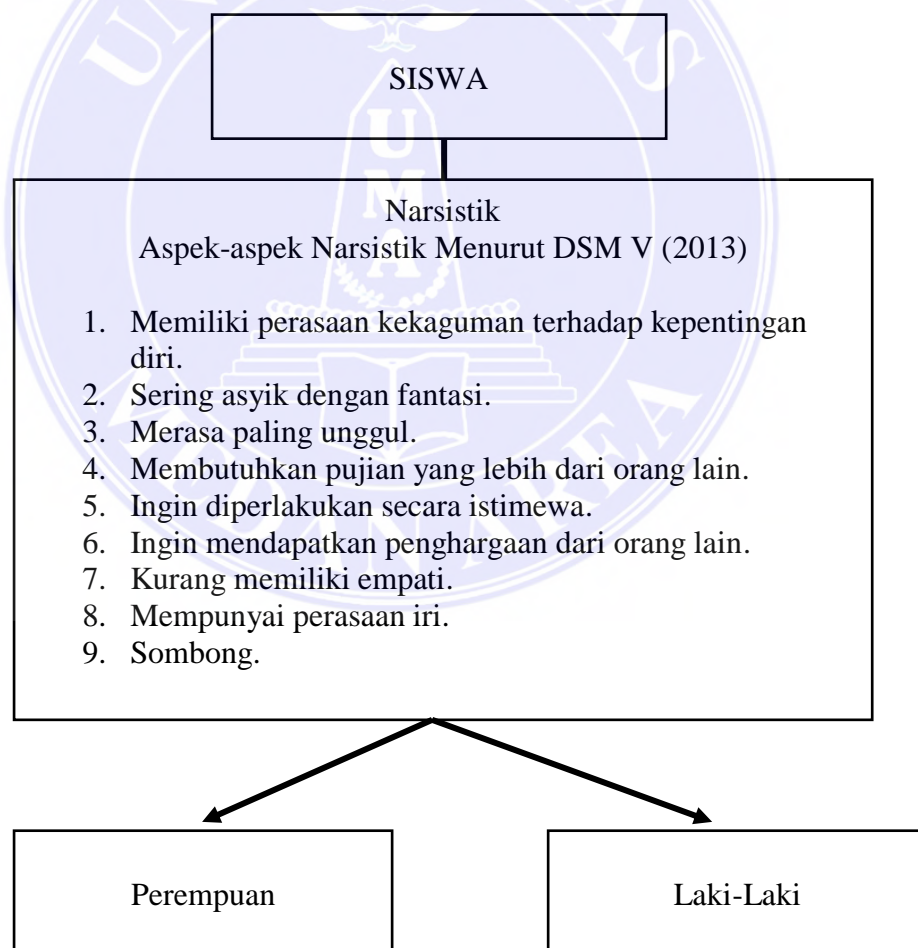 SISWA
Narsistik
Aspek-aspek Narsistik Menurut DSM V (2013)
1. Memiliki perasaan kekaguman terhadap kepentingan
diri.
2. Sering asyik dengan fantasi.
3. Merasa paling unggul.
4. Membutuhkan pujian yang lebih dari orang lain.
5. Ingin diperlakukan secara istimewa.
6. Ingin mendapatkan penghargaan dari orang lain.
7. Kurang memiliki empati.
8. Mempunyai perasaan iri.
9. Sombong.
Perempuan
Laki-Laki
UMA
MEDAN AREA